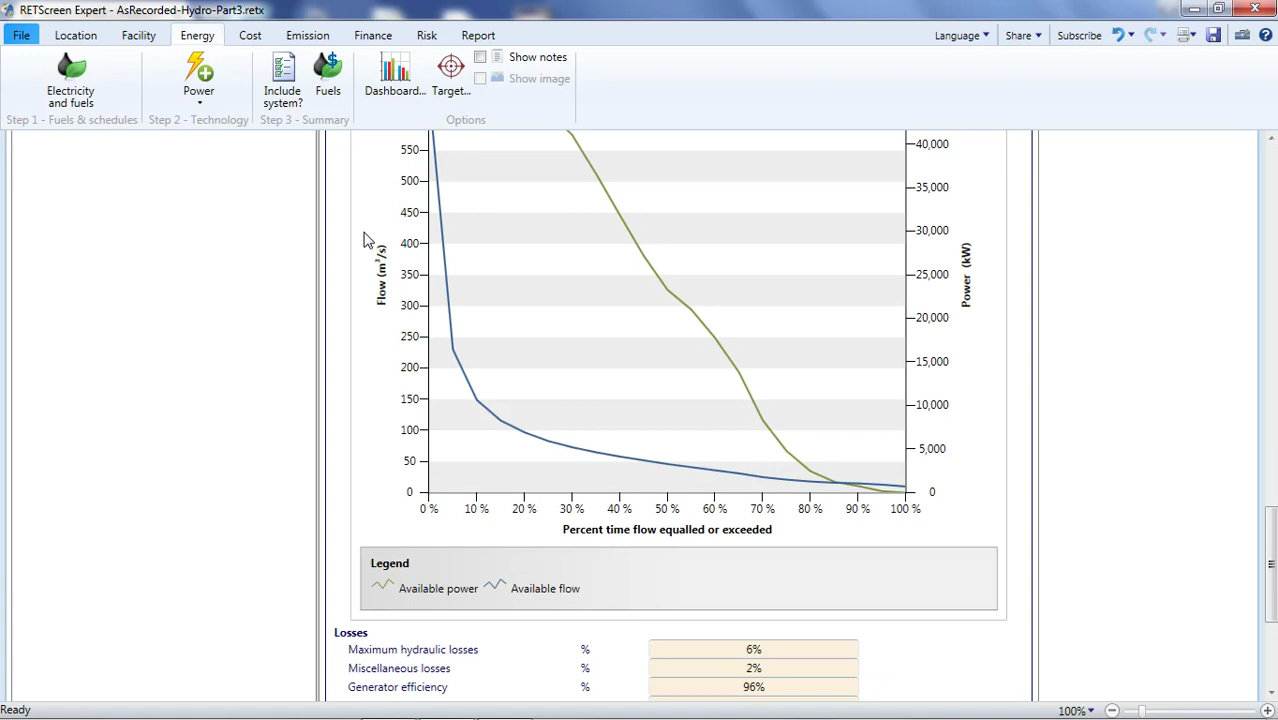 RETScreen Expert - AsRecorded-Hydro-Part3.retx
File Facility Location Energy Cost Emission Finance Risk Report Language Share Subscribe
Electricity and fuels
Power
Include system?
Fuels
Dashboard...
Target...
Show notes
Show image
Step 1 - Fuels & schedules
Step 2 - Technology
Step 3 - Summary
Options
550
500
450
400
350
300
250
200
150
100
50
0
Flow (m³/s)
40,000
35,000
30,000
25,000
20,000
15,000
10,000
5,000
0
Power (kW)
0 % 10 % 20 % 30 % 40 % 50 % 60 % 70 % 80 % 90 % 100 %
Percent time flow equalled or exceeded
Legend
Available power Available flow
Losses
Maximum hydraulic losses % 6%
Miscellaneous losses % 2%
Generator efficiency % 96%
Ready 100%